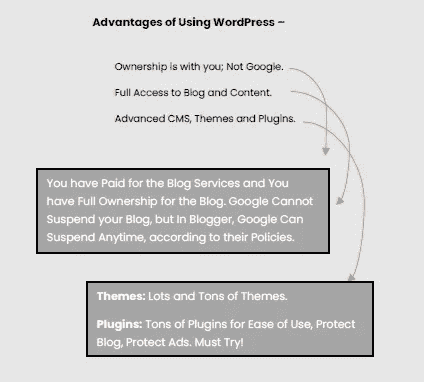 Advantages of Using WordPress –
Ownership is with you; Not Google.
Full Access to Blog and Content.
Advanced CMS, Themes and Plugins.
You have Paid for the Blog Services and You
have Full Ownership for the Blog. Google Cannot
Suspend your Blog, but In Blogger, Google Can
Suspend Anytime, according to their Policies.
Themes: Lots and Tons of Themes.
Plugins: Tons of Plugins for Ease of Use, Protect
Blog, Protect Ads. Must Try!